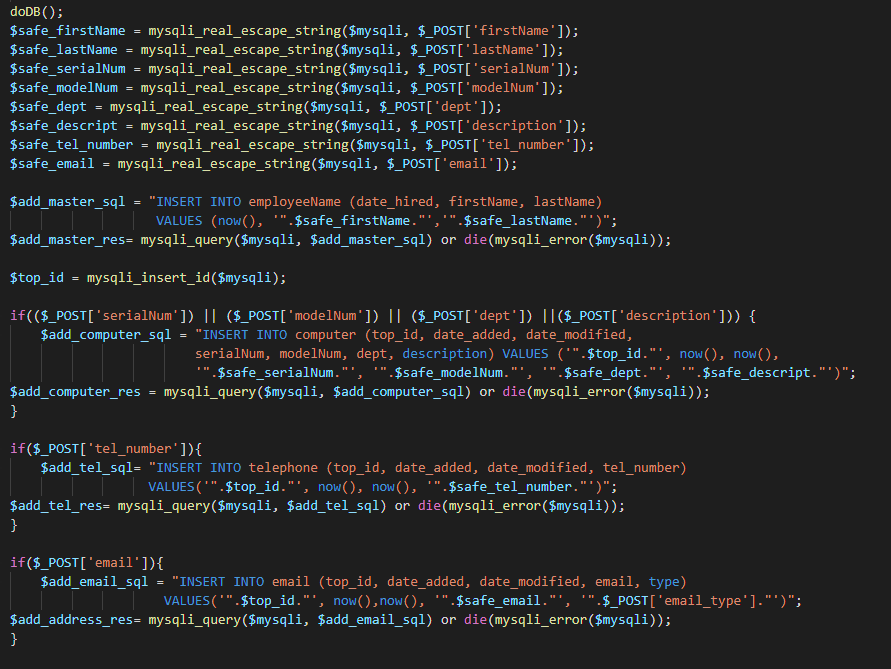 doDB();
$safe_firstName = mysqli_real_escape_string($mysqli, $_POST['firstName']);
$safe_lastName = mysqli_real_escape_string($mysqli, $_POST['lastName']);
$safe_serialNum = mysqli_real_escape_string($mysqli, $_POST['serialNum']);
$safe_modelNum = mysqli_real_escape_string($mysqli, $_POST['modelNum']);
$safe_dept = mysqli_real_escape_string($mysqli, $_POST['dept']);
$safe_descript = mysqli_real_escape_string($mysqli, $_POST['description']);
$safe_tel_number = mysqli_real_escape_string($mysqli, $_POST['tel_number']);
$safe_email = mysqli_real_escape_string($mysqli, $_POST['email']);

$add_master_sql = "INSERT INTO employeeName (date_hired, firstName, lastName)
                   VALUES (now(), '".$safe_firstName."','".$safe_lastName."')";
$add_master_res= mysqli_query($mysqli, $add_master_sql) or die(mysqli_error($mysqli));

$top_id = mysqli_insert_id($mysqli);

if(($_POST['serialNum']) || ($_POST['modelNum']) || ($_POST['dept']) ||($_POST['description'])) {
    $add_computer_sql = "INSERT INTO computer (top_id, date_added, date_modified,
                        serialNum, modelNum, dept, description) VALUES ('".$top_id."', now(), now(),
                        '".$safe_serialNum."', '".$safe_modelNum."', '".$safe_dept."', '".$safe_descript."')";
$add_computer_res = mysqli_query($mysqli, $add_computer_sql) or die(mysqli_error($mysqli));
}

if($_POST['tel_number']){
    $add_tel_sql= "INSERT INTO telephone (top_id, date_added, date_modified, tel_number)
                  VALUES('".$top_id."', now(), now(), '".$safe_tel_number."')";
$add_tel_res= mysqli_query($mysqli, $add_tel_sql) or die(mysqli_error($mysqli));
}

if($_POST['email']){
    $add_email_sql = "INSERT INTO email (top_id, date_added, date_modified, email, type)
                    VALUES('".$top_id."', now(),now(), '".$safe_email."', '".$_POST['email_type']."')";
$add_address_res= mysqli_query($mysqli, $add_email_sql) or die(mysqli_error($mysqli));
}